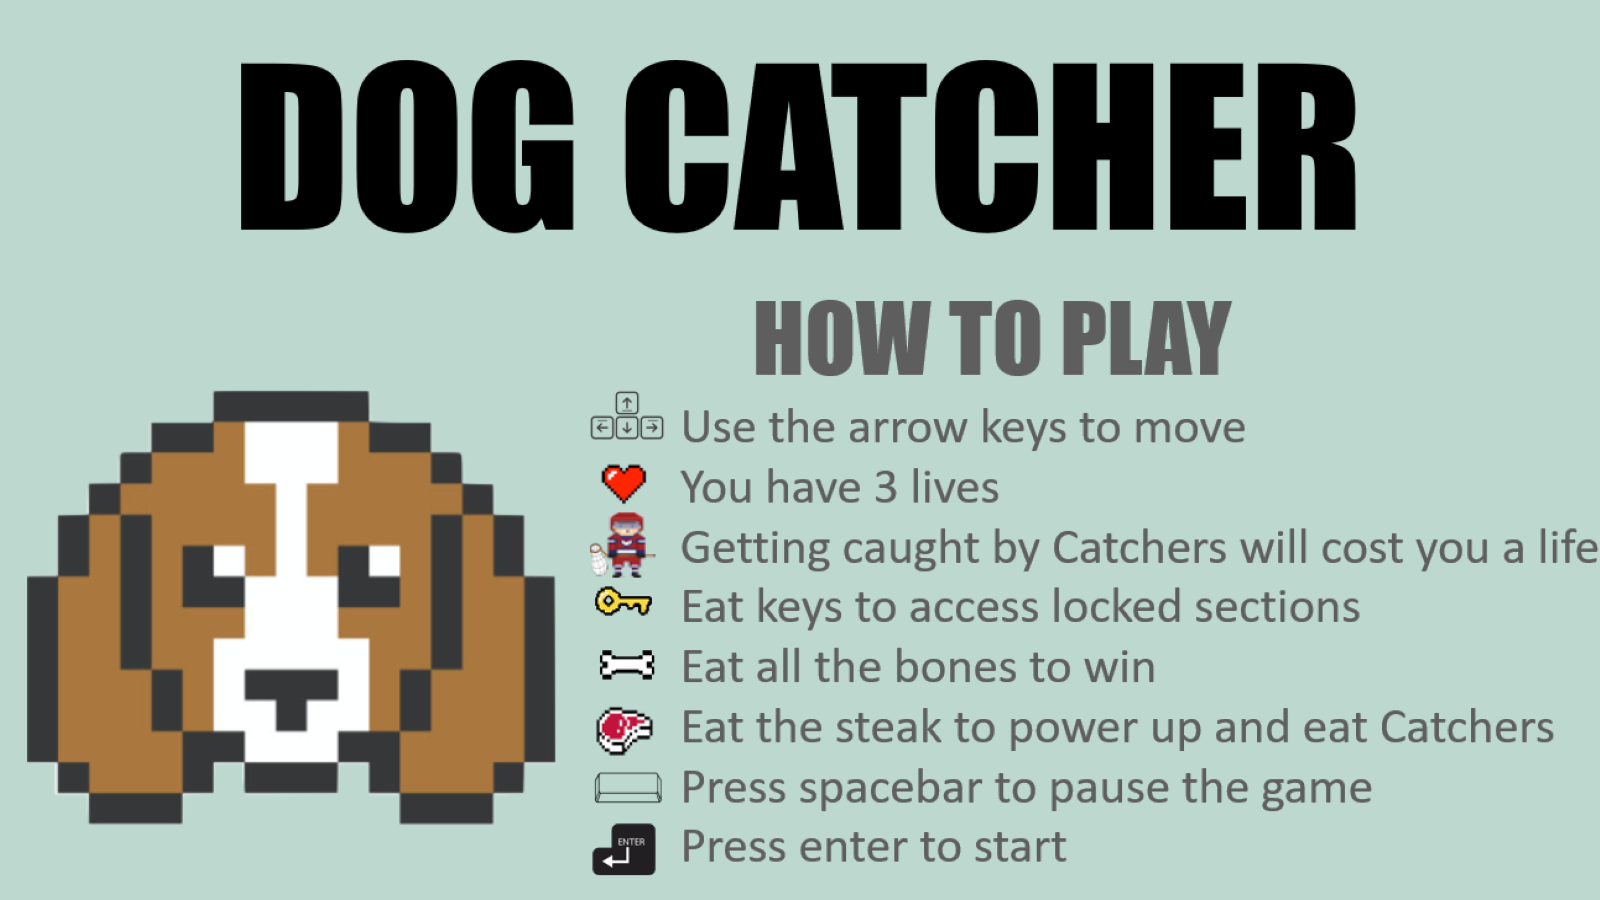 DOG CATCHER
HOW TO PLAY
Use the arrow keys to move
You have 3 lives
Getting caught by Catchers will cost you a life
Eat keys to access locked sections
Eat all the bones to win
Eat the steak to power up and eat Catchers
Press spacebar to pause the game
ENTER
Press enter to start